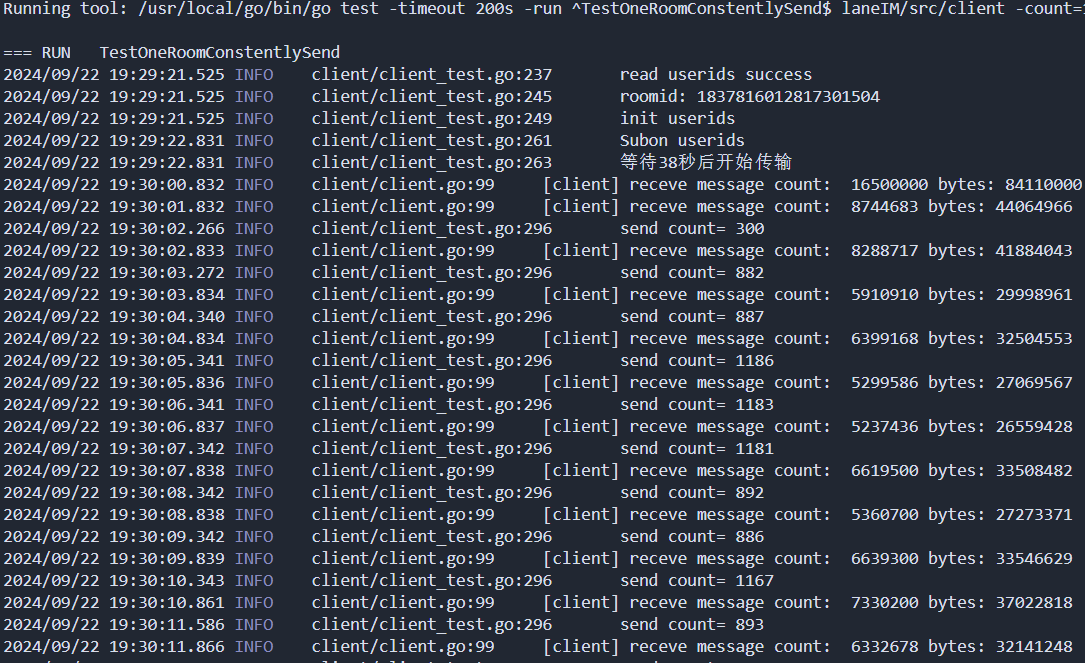 Running tool: /usr/local/go/bin/go test -timeout 200s -run ^TestOneRoomConstentlySend$ laneIM/src/client -count=
=== RUN   TestOneRoomConstentlySend
2024/09/22 19:29:21.525 INFO    client/client_test.go:237       read userids success
2024/09/22 19:29:21.525 INFO    client/client_test.go:245       roomid: 1837816012817301504
2024/09/22 19:29:21.525 INFO    client/client_test.go:249       init userids
2024/09/22 19:29:22.831 INFO    client/client_test.go:261       Subon userids
2024/09/22 19:29:22.831 INFO    client/client_test.go:263       等待38秒后开始传输
2024/09/22 19:30:00.832 INFO    client/client.go:99     [client] receve message count:  16500000 bytes: 84110000
2024/09/22 19:30:01.832 INFO    client/client.go:99     [client] receve message count:  8744683 bytes: 44064966
2024/09/22 19:30:02.266 INFO    client/client_test.go:296       send count= 300
2024/09/22 19:30:02.833 INFO    client/client.go:99     [client] receve message count:  8288717 bytes: 41884043
2024/09/22 19:30:03.272 INFO    client/client_test.go:296       send count= 882
2024/09/22 19:30:03.834 INFO    client/client.go:99     [client] receve message count:  5910910 bytes: 29998961
2024/09/22 19:30:04.340 INFO    client/client_test.go:296       send count= 887
2024/09/22 19:30:04.834 INFO    client/client.go:99     [client] receve message count:  6399168 bytes: 32504553
2024/09/22 19:30:05.341 INFO    client/client_test.go:296       send count= 1186
2024/09/22 19:30:05.836 INFO    client/client.go:99     [client] receve message count:  5299586 bytes: 27069567
2024/09/22 19:30:06.341 INFO    client/client_test.go:296       send count= 1183
2024/09/22 19:30:06.837 INFO    client/client.go:99     [client] receve message count:  5237436 bytes: 26559428
2024/09/22 19:30:07.342 INFO    client/client_test.go:296       send count= 1181
2024/09/22 19:30:07.838 INFO    client/client.go:99     [client] receve message count:  6619500 bytes: 33508482
2024/09/22 19:30:08.342 INFO    client/client_test.go:296       send count= 892
2024/09/22 19:30:08.838 INFO    client/client.go:99     [client] receve message count:  5360700 bytes: 27273371
2024/09/22 19:30:09.342 INFO    client/client_test.go:296       send count= 886
2024/09/22 19:30:09.839 INFO    client/client.go:99     [client] receve message count:  6639300 bytes: 33546629
2024/09/22 19:30:10.343 INFO    client/client_test.go:296       send count= 1167
2024/09/22 19:30:10.861 INFO    client/client.go:99     [client] receve message count:  7330200 bytes: 37022818
2024/09/22 19:30:11.586 INFO    client/client_test.go:296       send count= 893
2024/09/22 19:30:11.866 INFO    client/client.go:99     [client] receve message count:  6332678 bytes: 32141248